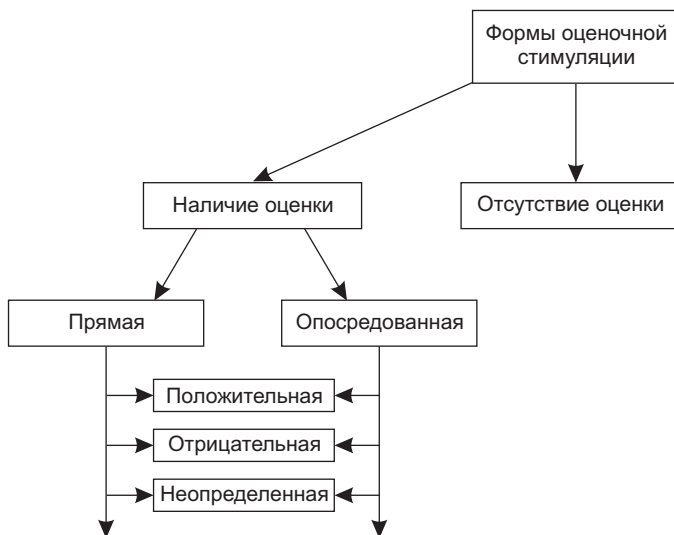 Формы оценочной
стимуляции
Наличие оценки
Отсутствие оценки
Прямая
Опосредованная
Положительная
Отрицательная
Неопределенная